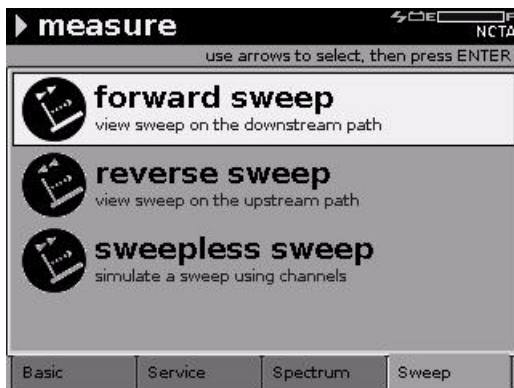 measure
E F
NCTA
use arrows to select, then press ENTER
forward sweep
view sweep on the downstream path
reverse sweep
view sweep on the upstream path
sweepless sweep
simulate a sweep using channels
Basic Service Spectrum Sweep